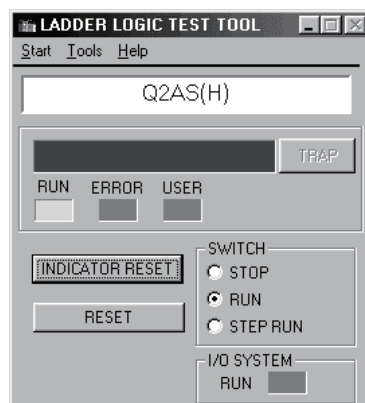 LADDER LOGIC TEST TOOL
Start Tools Help
Q2AS(H)
TRAP
RUN ERROR USER
INDICATOR RESET
RESET
SWITCH
STOP
RUN
STEP RUN
I/O SYSTEM
RUN